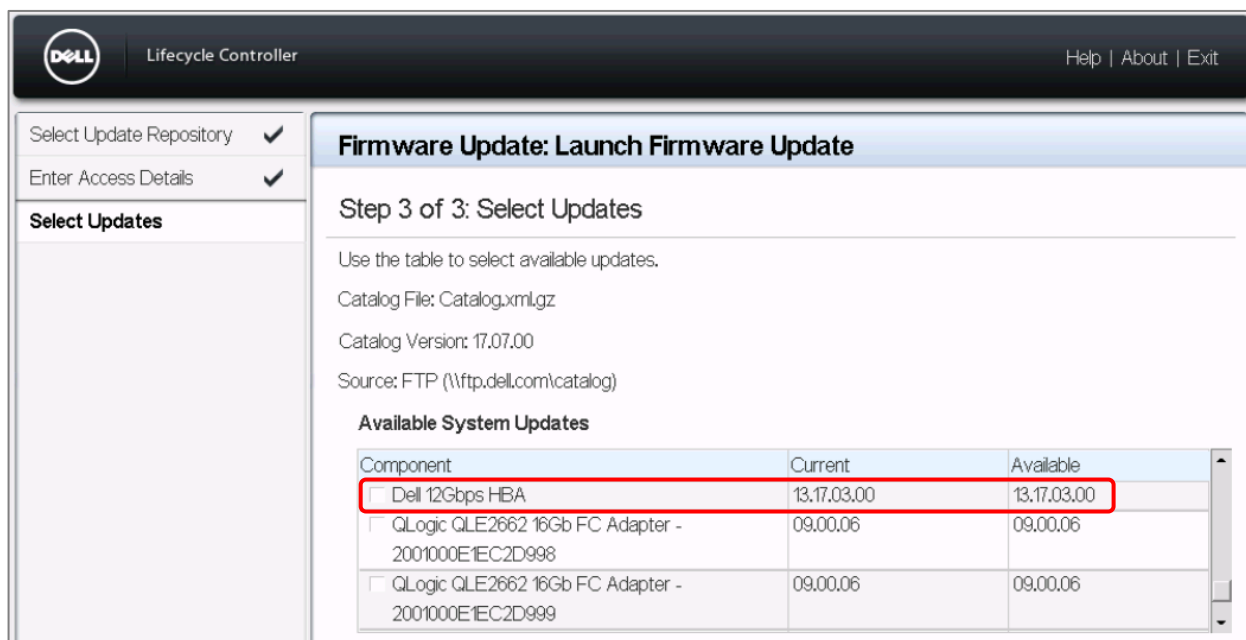 DELL
Lifecycle Controller
Help | About | Exit
Select Update Repository
Enter Access Details
Select Updates
Firmware Update: Launch Firmware Update
Step 3 of 3: Select Updates
Use the table to select available updates.
Catalog File: Catalog.xml.gz
Catalog Version: 17.07.00
Source: FTP (\\ftp.dell.com\catalog)
Available System Updates
Component Current Available
Dell 12Gbps HBA 13.17.03.00 13.17.03.00
QLogic QLE2662 16Gb FC Adapter - 09.00.06 09.00.06
2001000E1EC2D998
QLogic QLE2662 16Gb FC Adapter - 09.00.06 09.00.06
2001000E1EC2D999